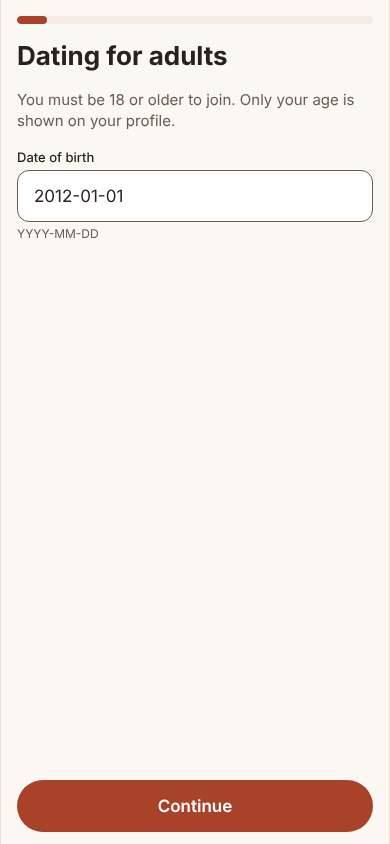 Dating for adults
You must be 18 or older to join. Only your age is
shown on your profile.
Date of birth
2012-01-01
YYYY-MM-DD
Continue